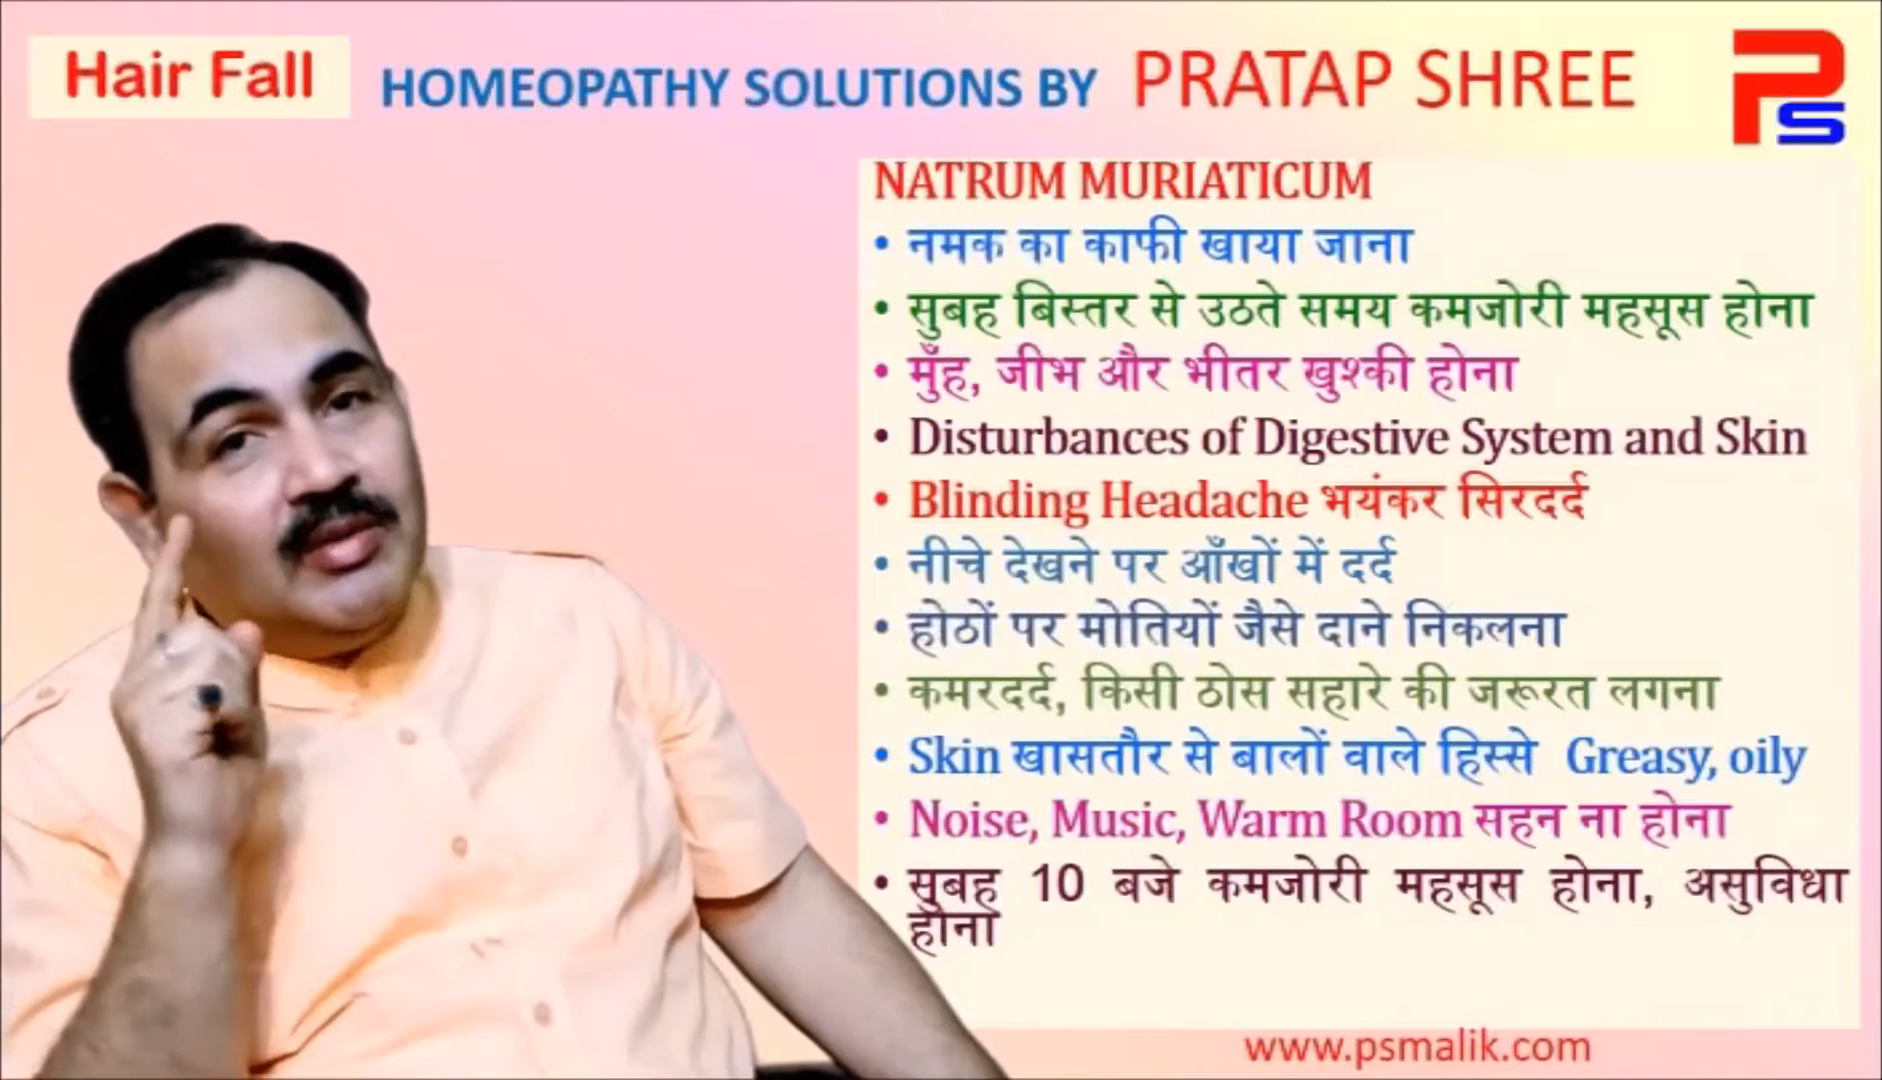 Hair Fall
HOMEOPATHY SOLUTIONS BY PRATAP SHREE
Ps
NATRUM MURIATICUM
• नमक का काफी खाया जाना
• सुबह बिस्तर से उठते समय कमजोरी महसूस होना
• मुँह, जीभ और भीतर खुश्की होना
• Disturbances of Digestive System and Skin
• Blinding Headache भयंकर सिरदर्द
• नीचे देखने पर आँखों में दर्द
• होठों पर मोतियों जैसे दाने निकलना
• कमरदर्द, किसी ठोस सहारे की जरूरत लगना
• Skin खासतौर से बालों वाले हिस्से Greasy, oily
• Noise, Music, Warm Room सहन ना होना
• सुबह 10 बजे कमजोरी महसूस होना, असुविधा
होना
www.psmalik.com